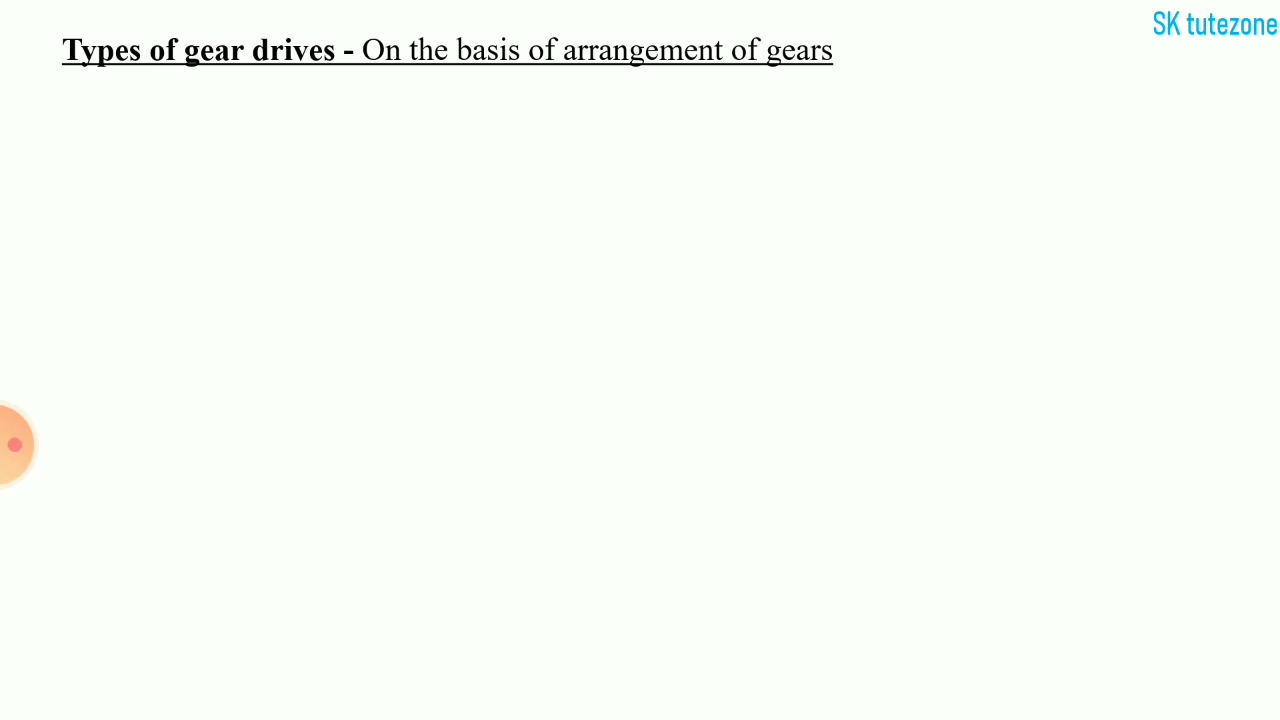 SK tutezone
Types of gear drives - On the basis of arrangement of gears